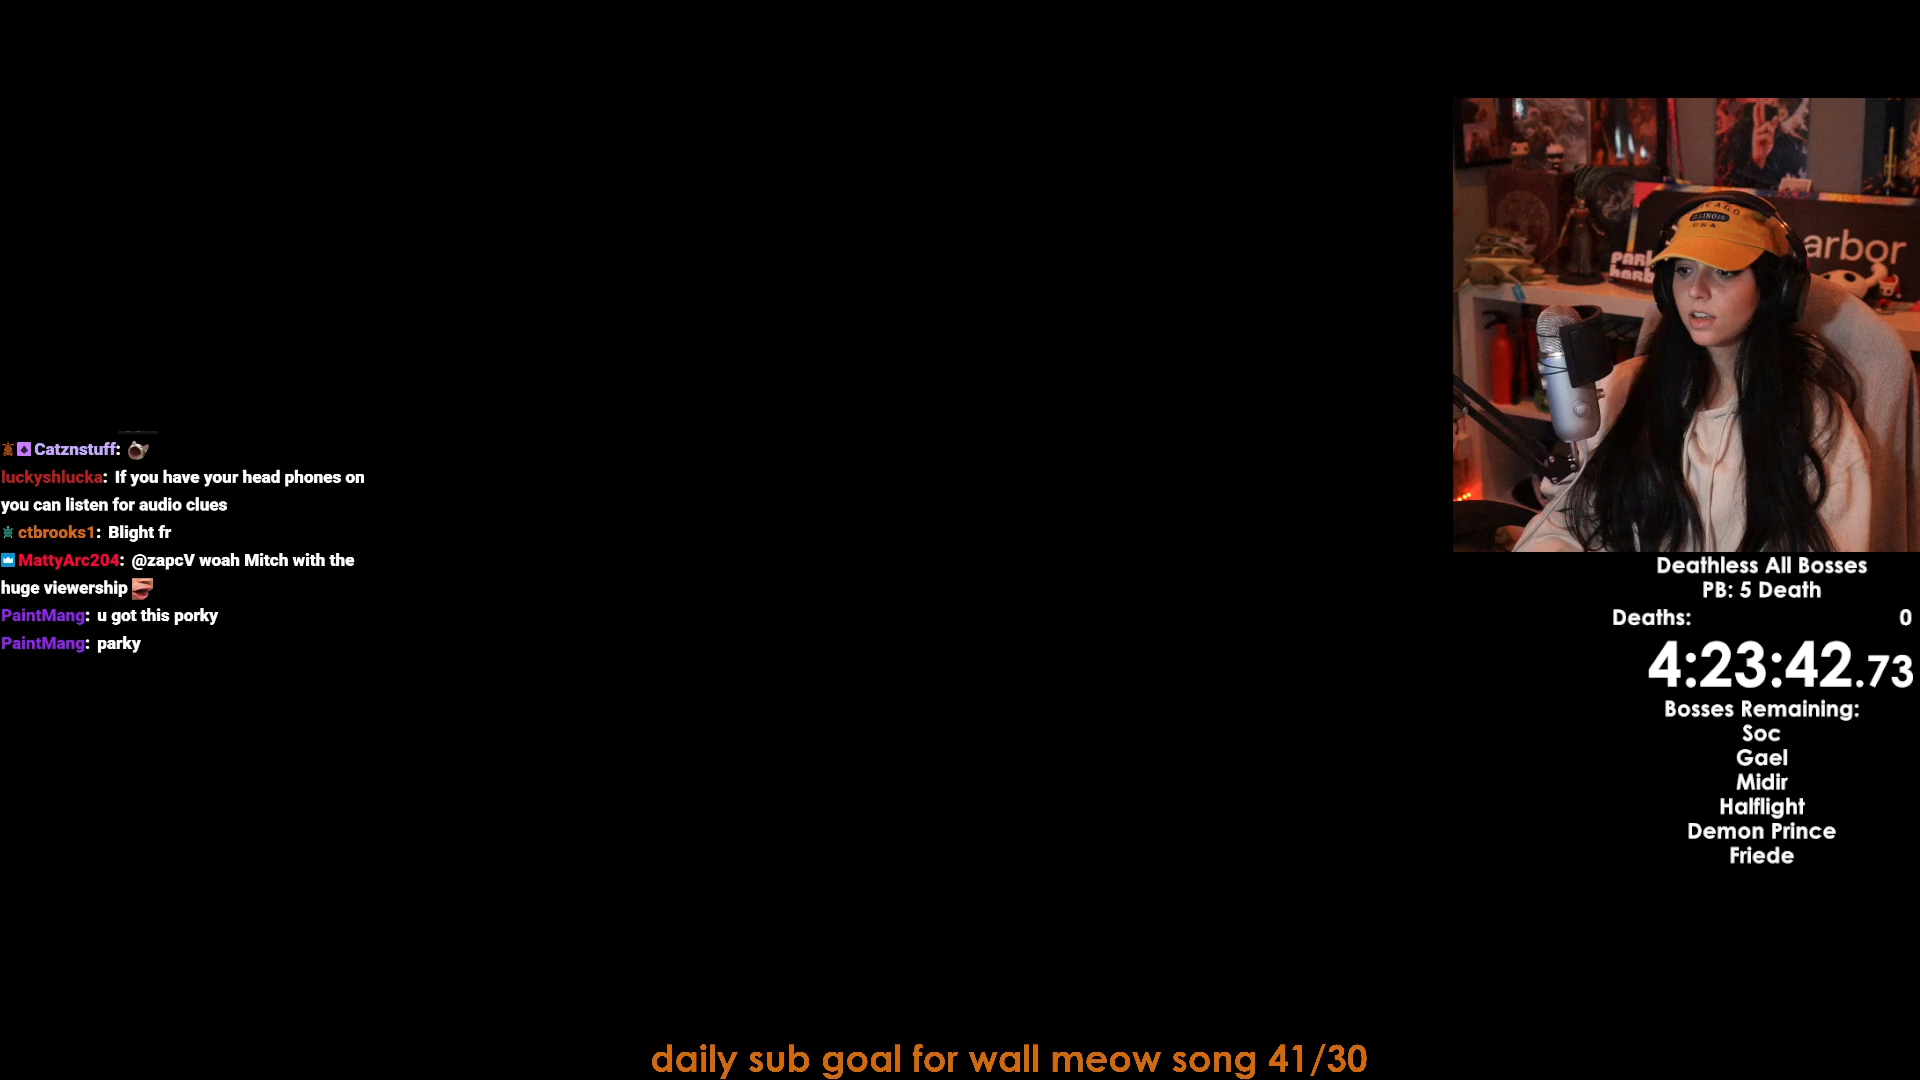 Catznstuff:
luckyshlucka: If you have your head phones on
you can listen for audio clues
ctbrooks1: Blight fr
MattyArc204: @zapcV woah Mitch with the
huge viewership
PaintMang: u got this porky
PaintMang: parky
ILLINOIS
USA
arbor
Deathless All Bosses
PB: 5 Death
Deaths: 0
4:23:42.73
Bosses Remaining:
Soc
Gael
Midir
Halflight
Demon Prince
Friede
daily sub goal for wall meow song 41/30